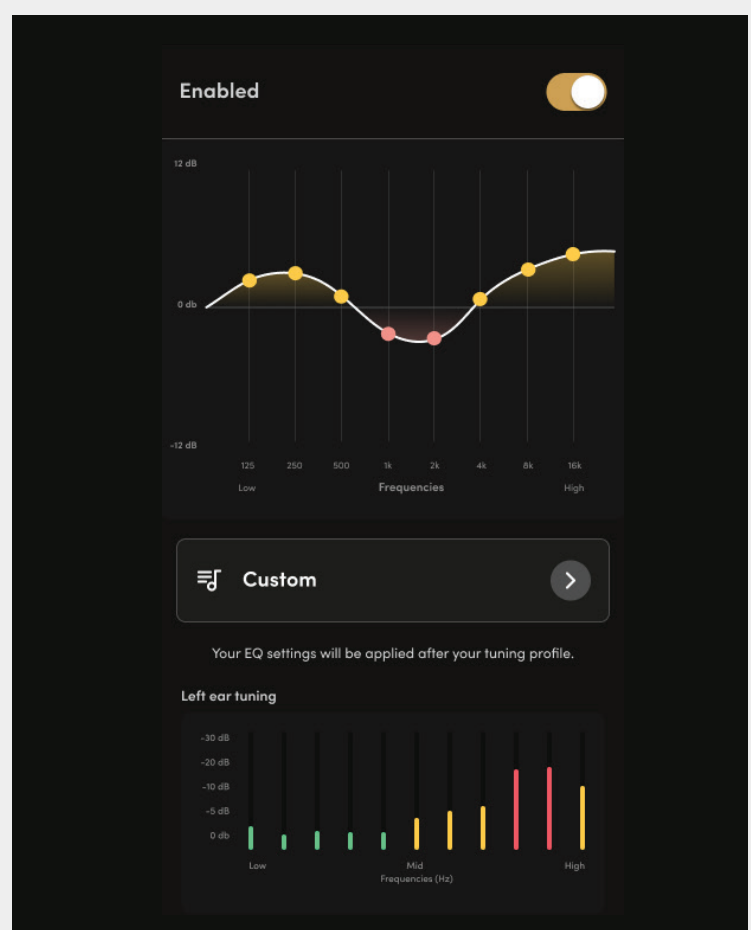 Enabled
12 dB
0 db
-12 dB
125 250 500 1k 2k 4k 8k 16k
Low Frequencies High
Custom
Your EQ settings will be applied after your tuning profile.
Left ear tuning
-30 dB
-20 dB
-10 dB
-5 dB
0 db
Low Mid High
Frequencies (Hz)